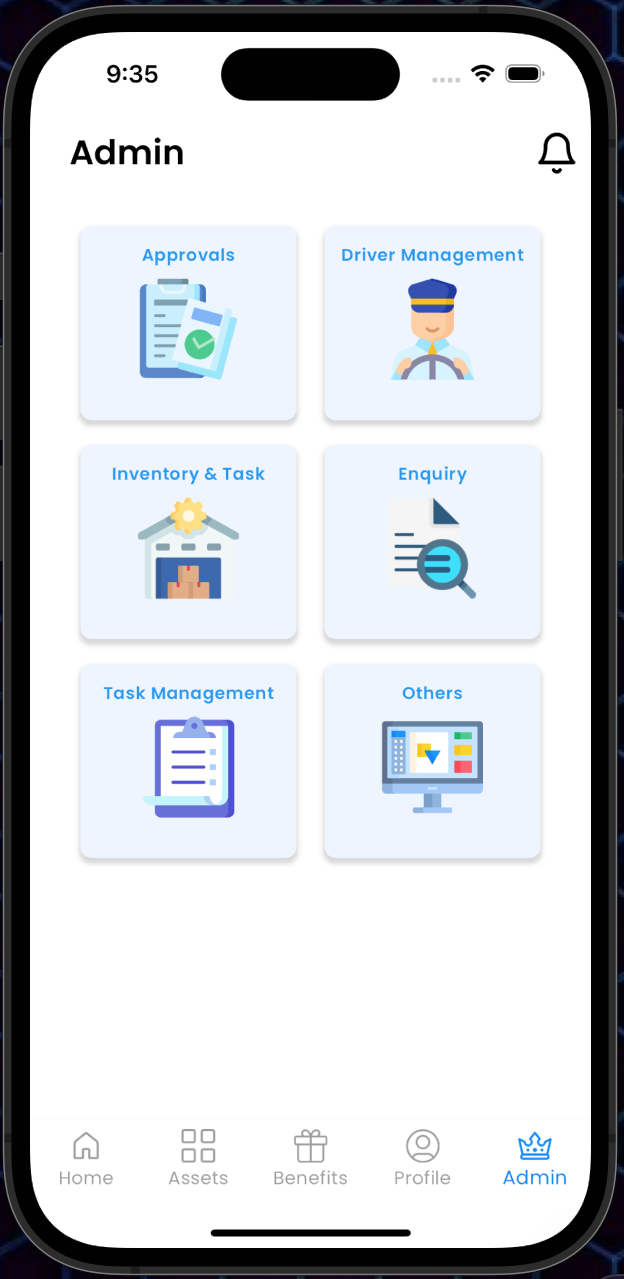 9:35
Admin
Approvals
Driver Management
Inventory & Task
Enquiry
Task Management
Others
Home
Assets
Benefits
Profile
Admin